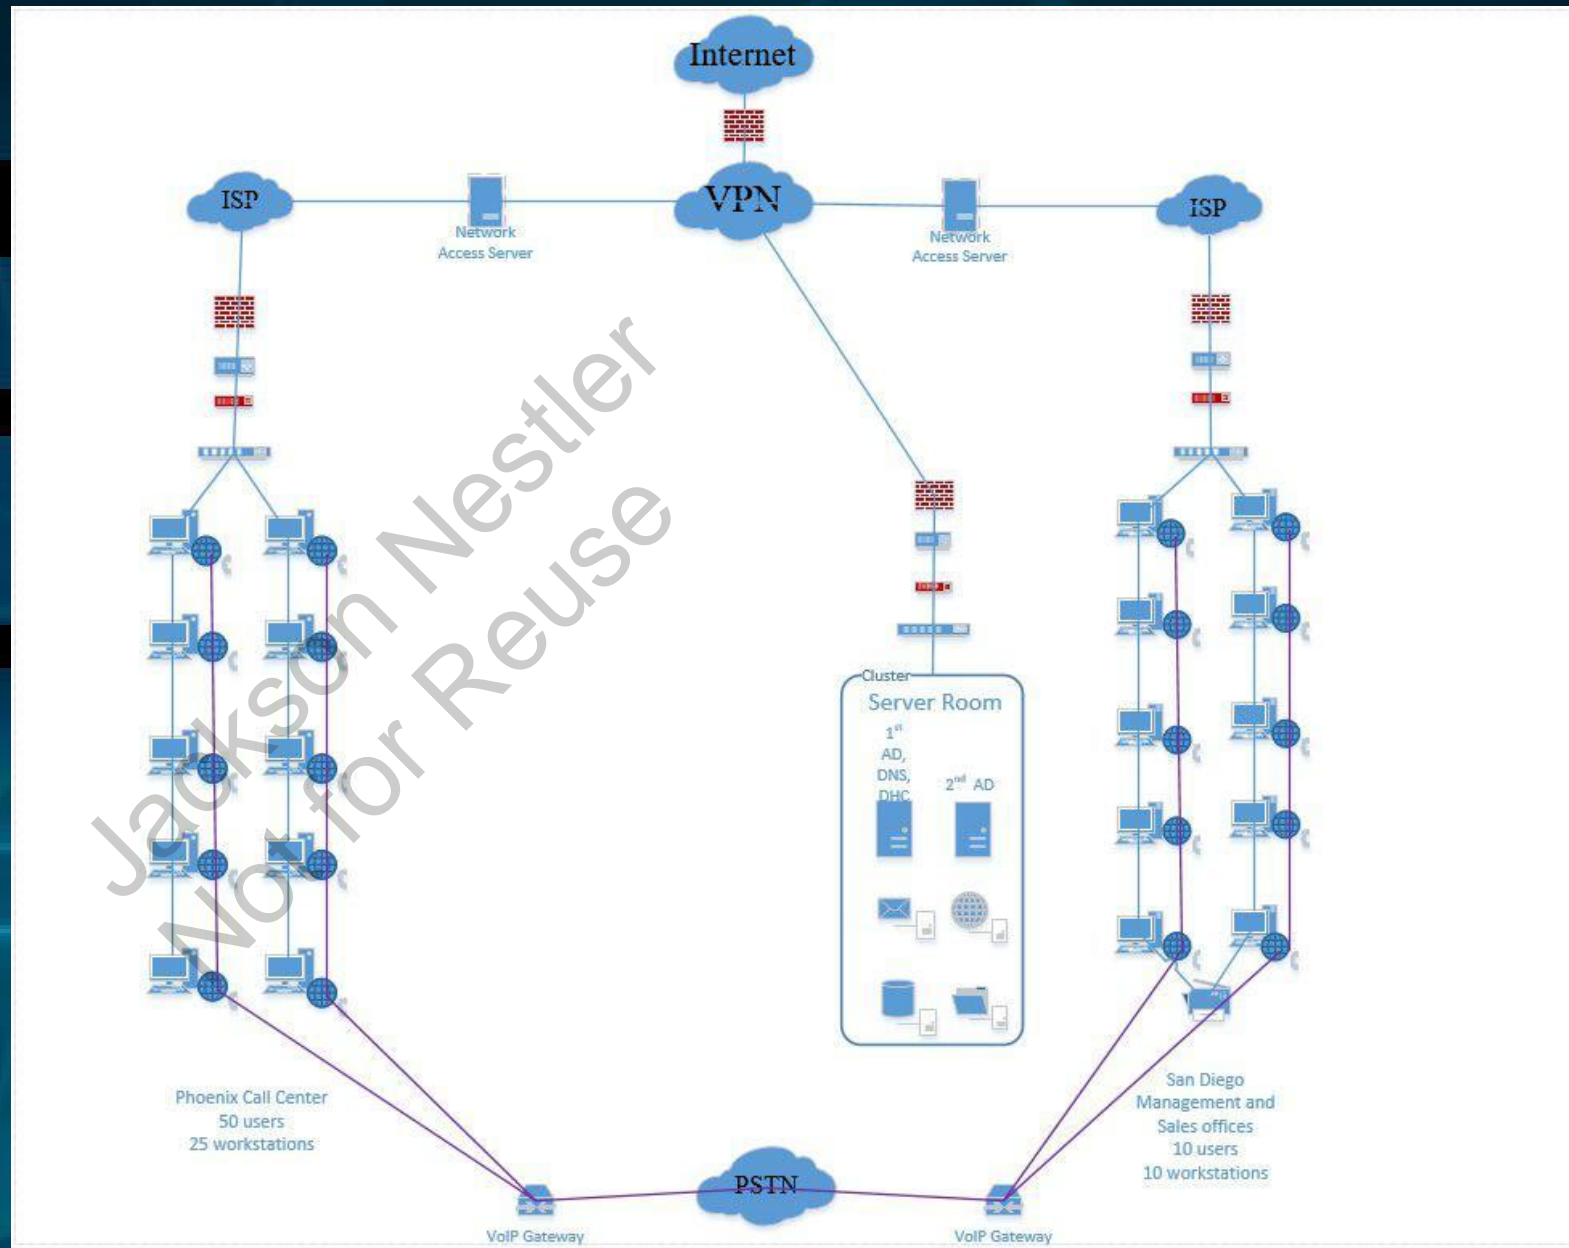 Internet
ISP
VPN
ISP
Network
Access Server
Network
Access Server
Jackson Nestler
Not for Reuse
Cluster
Server Room
1st
AD,
DNS,
DHC
2nd AD
Phoenix Call Center
50 users
25 workstations
San Diego
Management and
Sales offices
10 users
10 workstations
PSTN
VoIP Gateway
VoIP Gateway